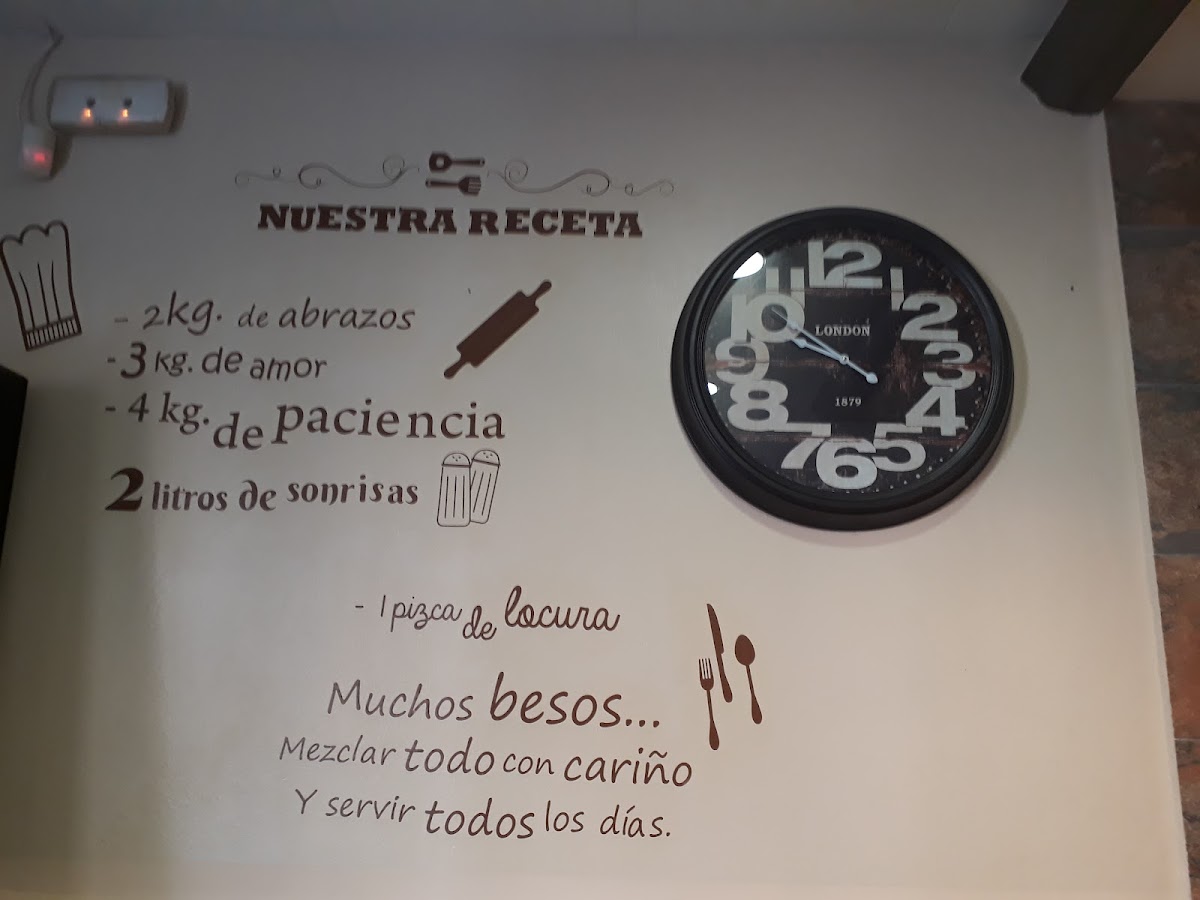 NUESTRA RECETA
- 2kg. de abrazos
- 3 kg. de amor
- 4 kg. de paciencia
2 litros de sonrisas
- 1 pizca de locura
Muchos besos...
Mezclar todo con cariño
Y servir todos los días.
12
11
1
10
2
LONDON
9
3
8
1879
4
7
5
6